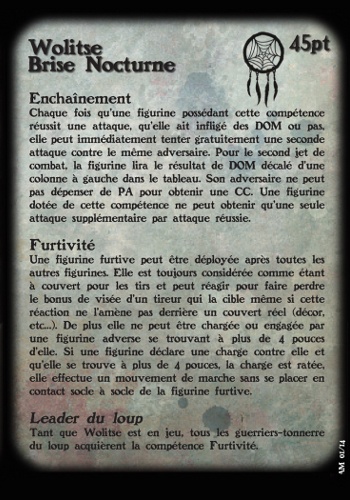 Wolitse
Brise Nocturne
45pt
Enchaînement
Chaque fois qu'une figurine possédant cette compétence
réussit une attaque, qu'elle ait infligé des DOM ou pas,
elle peut immédiatement tenter gratuitement une seconde
attaque contre le même adversaire. Pour le second jet de
combat, la figurine lira le résultat de DOM décalé d'une
colonne à gauche dans le tableau. Son adversaire ne peut
pas dépenser de PA pour obtenir une CC. Une figurine
dotée de cette compétence ne peut obtenir qu'une seule
attaque supplémentaire par attaque réussie.
Furtivité
Une figurine furtive peut être déployée après toutes les
autres figurines. Elle est toujours considérée comme étant
à couvert pour les tirs et peut réagir pour faire perdre
le bonus de visée d'un tireur qui la cible même si cette
réaction ne l'amène pas derrière un couvert réel (décor,
etc...). De plus elle ne peut être chargée ou engagée par
une figurine adverse se trouvant à plus de 4 pouces
d'elle. Si une figurine déclare une charge contre elle et
qu'elle se trouve à plus de 4 pouces, la charge est ratée,
elle effectue un mouvement de marche sans se placer en
contact socle à socle de la figurine furtive.
Leader du loup
Tant que Wolitse est en jeu, tous les guerriers-tonnerre
du loup acquièrent la compétence Furtivité.
AM 01/14